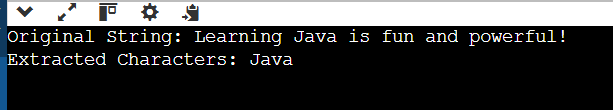 Original String: Learning Java is fun and powerful!
Extracted Characters: Java